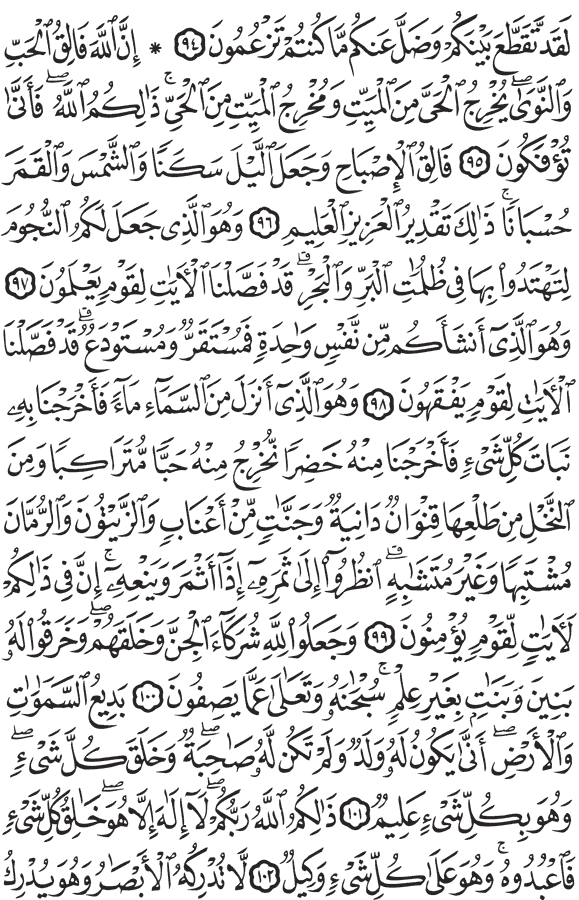 لَقَد تَّقَطَّعَ بَيْنَكُمْ وَضَلَّ عَنكُم مَّا كُنتُمْ تَزْعُمُونَ ٩٤ * إِنَّ ٱللَّهَ فَالِقُ ٱلْحَبِّ
وَٱلنَّوَىٰۖ يُخْرِجُ ٱلْحَىَّ مِنَ ٱلْمَيِّتِ وَمُخْرِجُ ٱلْمَيِّتِ مِنَ ٱلْحَىِّۚ ذَٰلِكُمُ ٱللَّهُۖ فَأَنَّىٰ
تُؤْفَكُونَ ٩٥ فَالِقُ ٱلْإِصْبَاحِ وَجَعَلَ ٱلَّيْلَ سَكَنًا وَٱلشَّمْسَ وَٱلْقَمَرَ
حُسْبَانًاۚ ذَٰلِكَ تَقْدِيرُ ٱلْعَزِيزِ ٱلْعَلِيمِ ٩٦ وَهُوَ ٱلَّذِى جَعَلَ لَكُمُ ٱلنُّجُومَ
لِتَهْتَدُوا۟ بِهَا فِى ظُلُمَٰتِ ٱلْبَرِّ وَٱلْبَحْرِۗ قَدْ فَصَّلْنَا ٱلْءَايَٰتِ لِقَوْمٍ يَعْلَمُونَ ٩٧
وَهُوَ ٱلَّذِىٓ أَنشَأَكُم مِّن نَّفْسٍ وَٰحِدَةٍ فَمُسْتَقَرٌّ وَمُسْتَوْدَعٌۗ قَدْ فَصَّلْنَا
ٱلْءَايَٰتِ لِقَوْمٍ يَفْقَهُونَ ٩٨ وَهُوَ ٱلَّذِىٓ أَنزَلَ مِنَ ٱلسَّمَآءِ مَآءً فَأَخْرَجْنَا بِهِۦ
نَبَاتَ كُلِّ شَىْءٍ فَأَخْرَجْنَا مِنْهُ خَضِرًا نُّخْرِجُ مِنْهُ حَبًّا مُّتَرَاكِبًا وَمِنَ
ٱلنَّخْلِ مِن طَلْعِهَا قِنْوَانٌ دَانِيَةٌ وَجَنَّٰتٍ مِّنْ أَعْنَابٍ وَٱلزَّيْتُونَ وَٱلرُّمَّانَ
مُشْتَبِهًا وَغَيْرَ مُتَشَٰبِهٍۗ ٱنظُرُوٓا۟ إِلَىٰ ثَمَرِهِۦٓ إِذَآ أَثْمَرَ وَيَنْعِهِۦٓۚ إِنَّ فِى ذَٰلِكُمْ
لَءَايَٰتٍ لِّقَوْمٍ يُؤْمِنُونَ ٩٩ وَجَعَلُوا۟ لِلَّهِ شُرَكَآءَ ٱلْجِنَّ وَخَلَقَهُمْۖ وَخَرَقُوا۟ لَهُۥ
بَنِينَ وَبَنَٰتٍۭ بِغَيْرِ عِلْمٍۚ سُبْحَٰنَهُۥ وَتَعَٰلَىٰ عَمَّا يَصِفُونَ ١٠٠ بَدِيعُ ٱلسَّمَٰوَٰتِ
وَٱلْأَرْضِۖ أَنَّىٰ يَكُونُ لَهُۥ وَلَدٌ وَلَمْ تَكُن لَّهُۥ صَٰحِبَةٌۖ وَخَلَقَ كُلَّ شَىْءٍۖ
وَهُوَ بِكُلِّ شَىْءٍ عَلِيمٌ ١٠١ ذَٰلِكُمُ ٱللَّهُ رَبُّكُمْۖ لَآ إِلَٰهَ إِلَّا هُوَۖ خَٰلِقُ كُلِّ شَىْءٍ
فَٱعْبُدُوهُۚ وَهُوَ عَلَىٰ كُلِّ شَىْءٍ وَكِيلٌ ١٠٢ لَّا تُدْرِكُهُ ٱلْأَبْصَٰرُ وَهُوَ يُدْرِكُ